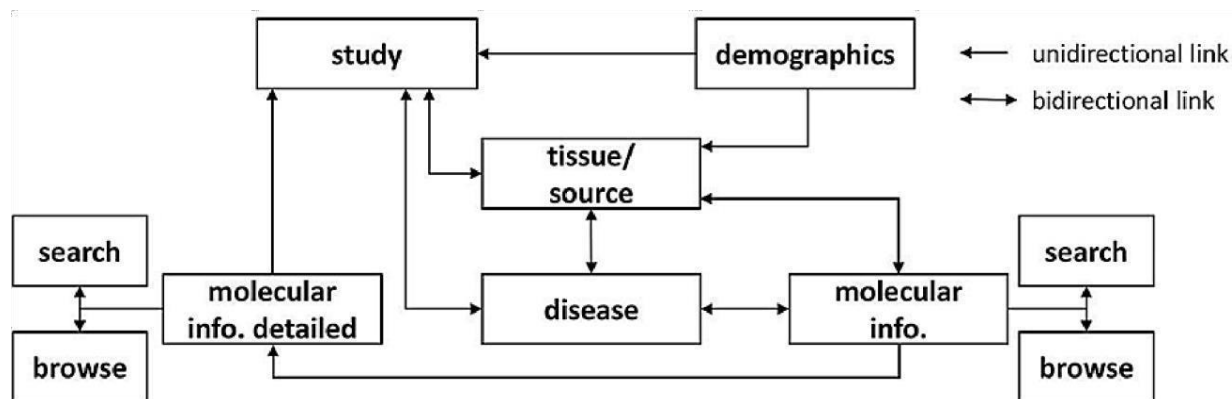 study
demographics
unidirectional link
bidirectional link
tissue/
source
search
molecular
info. detailed
browse
disease
molecular
info.
search
browse